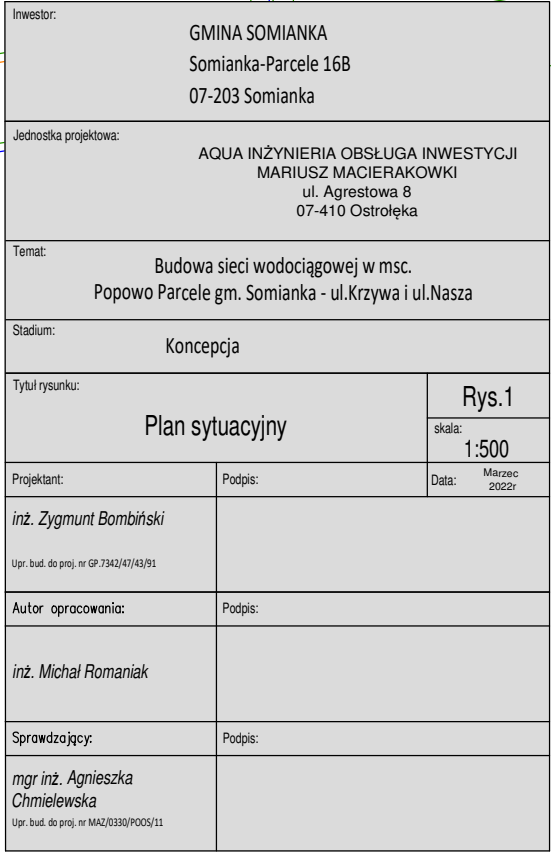 Inwestor:
GMINA SOMIANKA
Somianka-Parcele 16B
07-203 Somianka
Jednostka projektowa:
AQUA INŻYNIERIA OBSŁUGA INWESTYCJI
MARIUSZ MACIERAKOWKI
ul. Agrestowa 8
07-410 Ostrołęka
Temat:
Budowa sieci wodociągowej w msc.
Popowo Parcele gm. Somianka - ul.Krzywa i ul.Nasza
Stadium:
Koncepcja
Tytuł rysunku:
Plan sytuacyjny
Rys.1
skala:
1:500
Projektant:
Podpis:
Data:
Marzec
2022r
inż. Zygmunt Bombiński
Upr. bud. do proj. nr GP.7342/47/43/91
Autor opracowania:
Podpis:
inż. Michał Romaniak
Sprawdzający:
Podpis:
mgr inż. Agnieszka
Chmielewska
Upr. bud. do proj. nr MAZ/0330/POOS/11